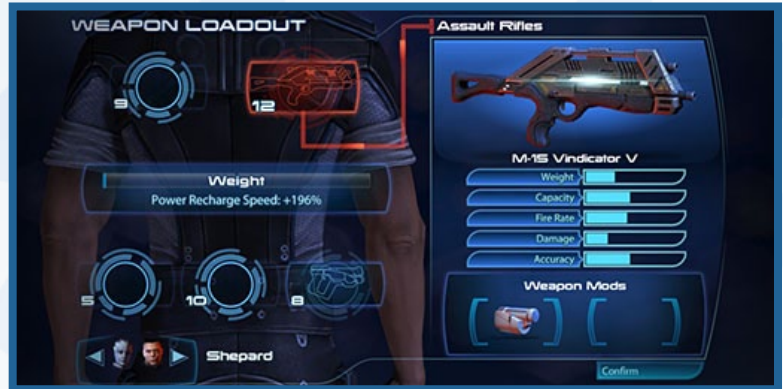 WEAPON LOADOUT
Assault Rifles
9
12
M-15 Vindicator V
Weight
Power Recharge Speed: +196%
Weight
Capacity
Fire Rate
Damage
Accuracy
5
10
8
Weapon Mods
Shepard
Confirm